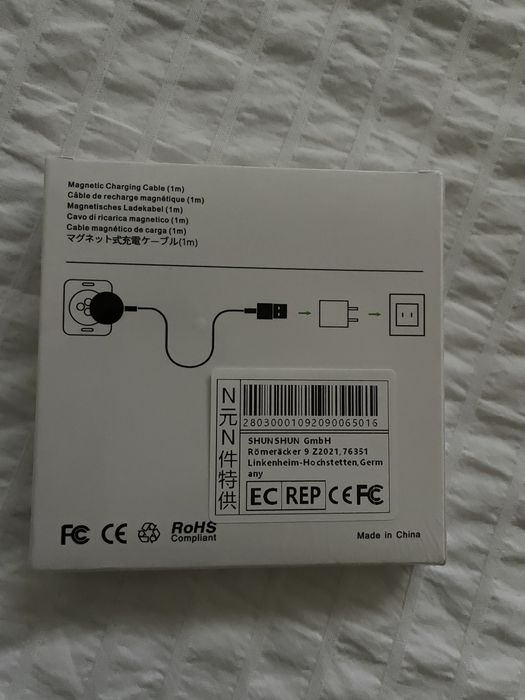 Magnetic Charging Cable (1m)
Câble de recharge magnétique (1m)
Magnetisches Ladekabel (1m)
Cavo di ricarica magnetico (1m)
Cable magnético de carga (1m)
マグネット式充電ケーブル(1m)
N元N件特供
28030001092090065016
SHUNSHUN GmbH
Römeräcker 9 Z2021,76351
Linkenheim-Hochstetten,Germ
any
EC REP CE FC
FC CE RoHS
Compliant
Made in China